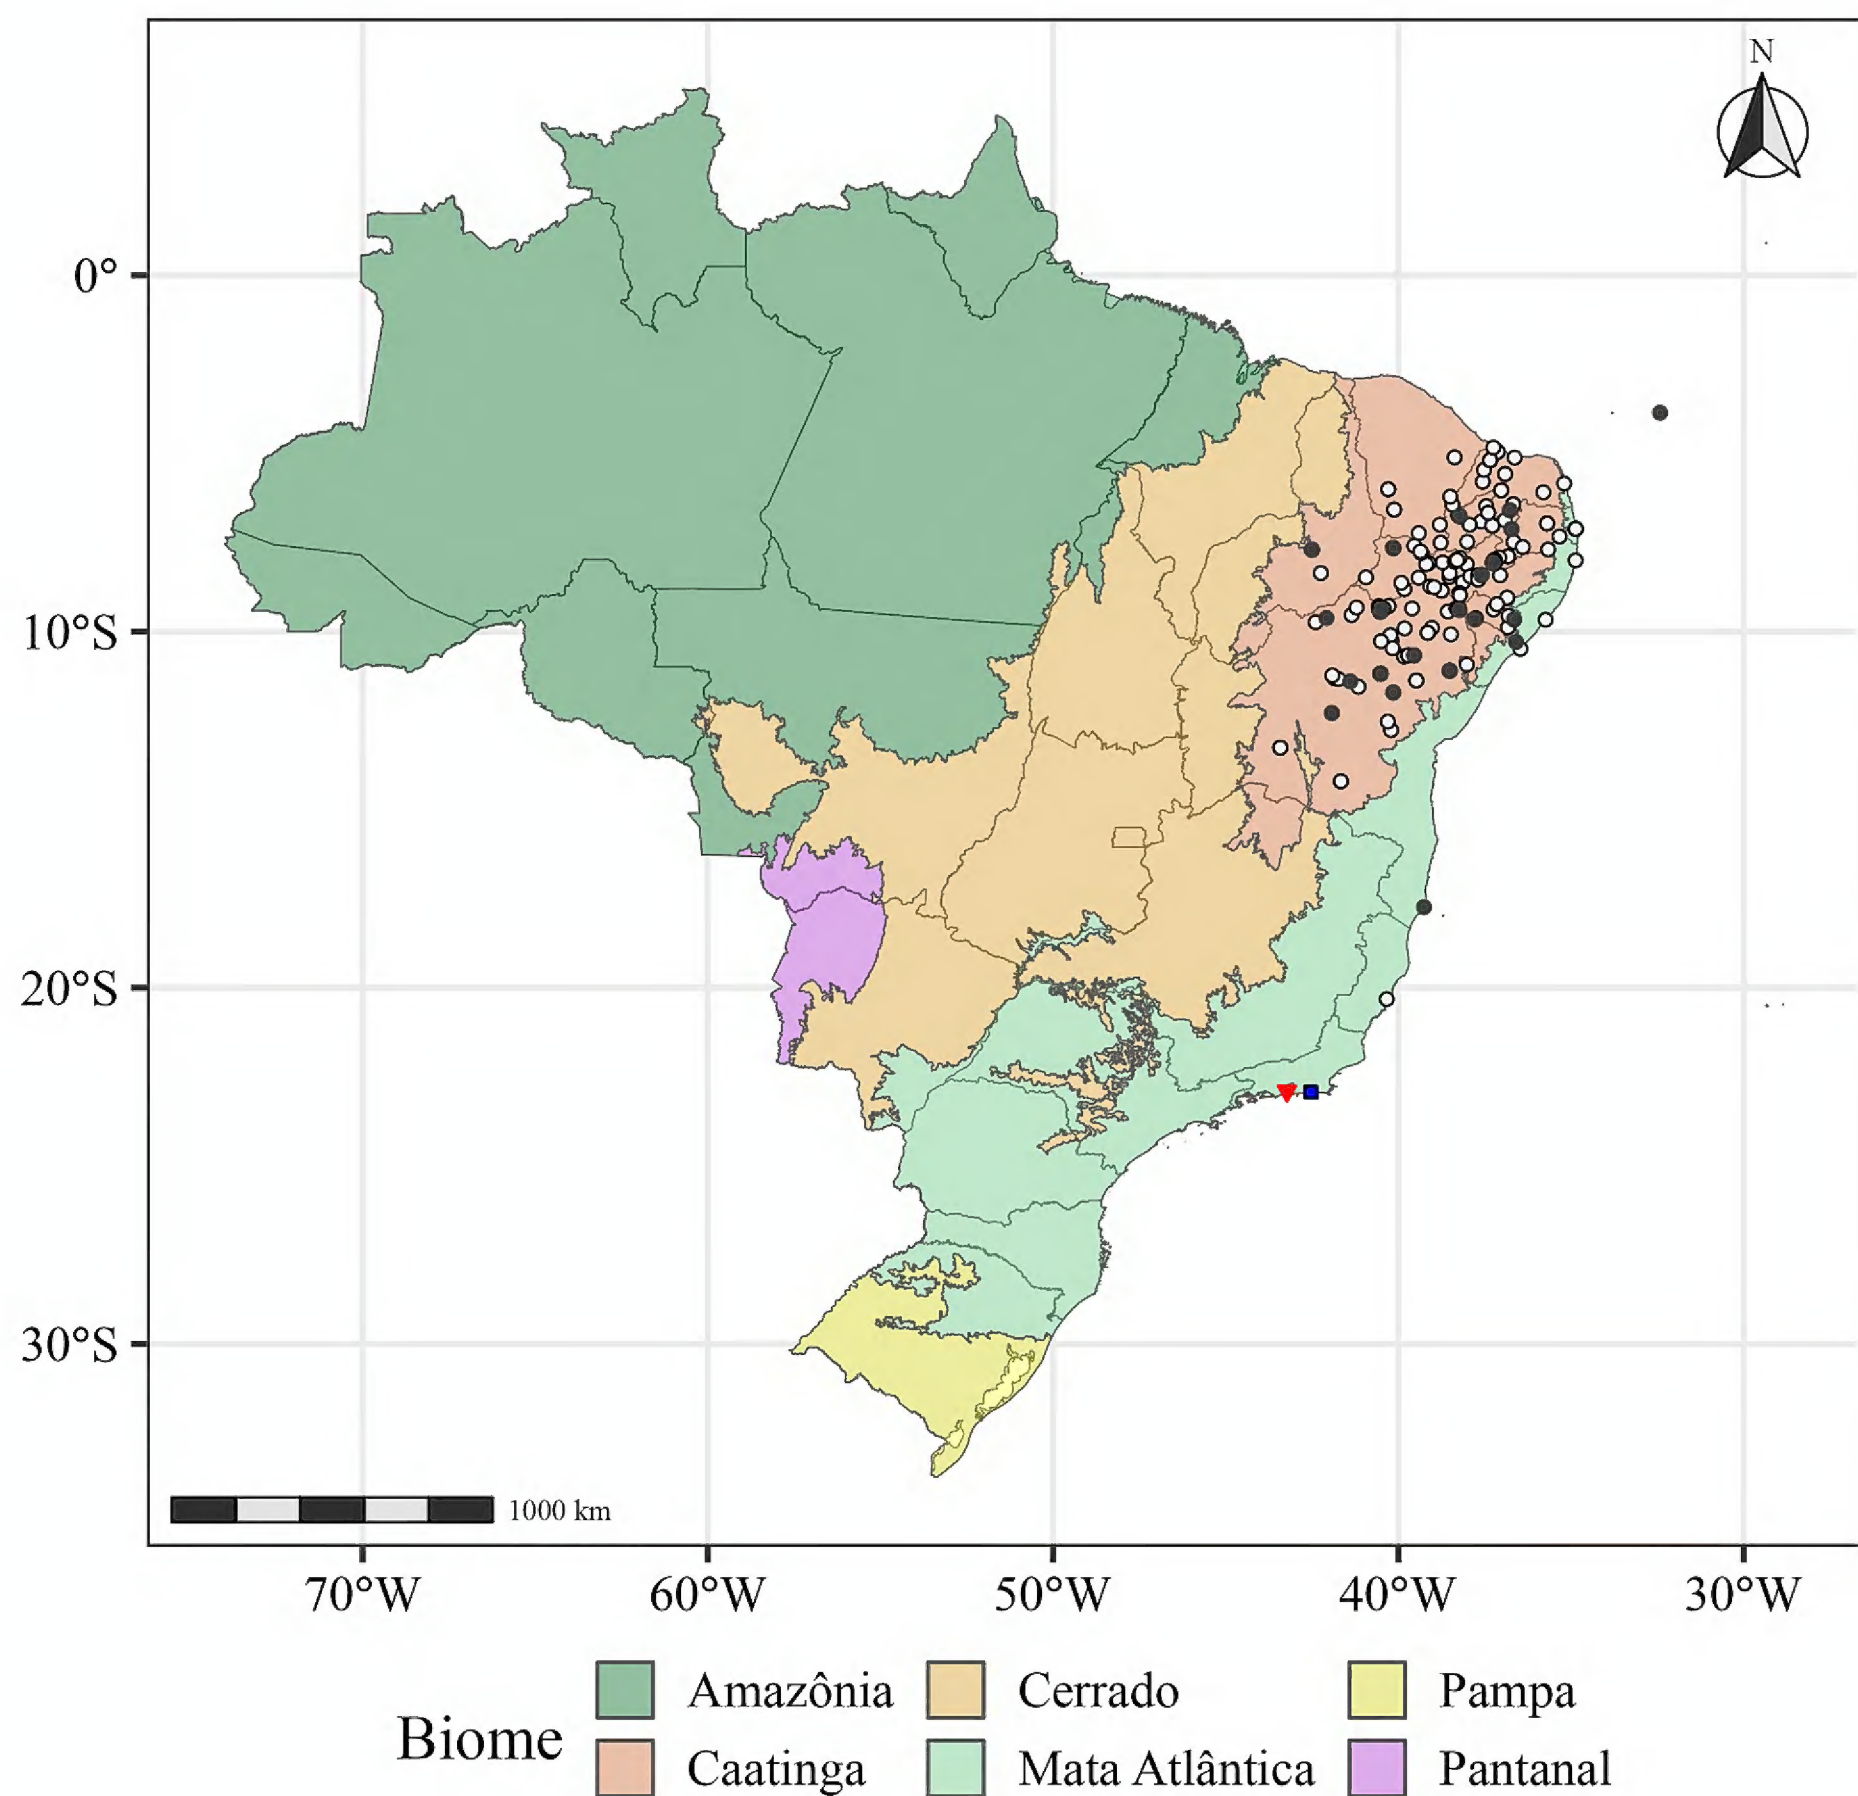 N
0°
10°S
20°S
30°S
1000 km
70°W 60°W 50°W 40°W 30°W
Biome
Amazônia Cerrado Pampa
Caatinga Mata Atlântica Pantanal